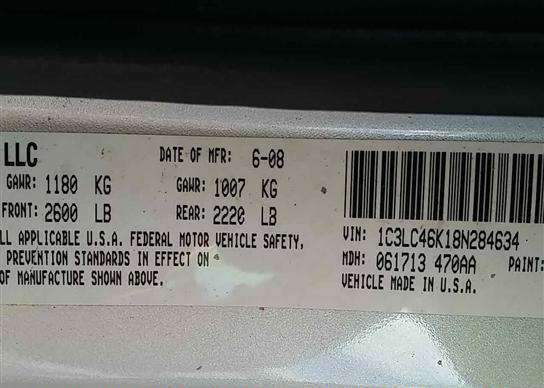 LLC DATE OF MFR: 6-08
GAWR: 1180 KG GAWR: 1007 KG
FRONT: 2600 LB REAR: 2220 LB
LL APPLICABLE U.S.A. FEDERAL MOTOR VEHICLE SAFETY,
PREVENTION STANDARDS IN EFFECT ON
OF MANUFACTURE SHOWN ABOVE.
VIN: 1C3LC46K18N284634
MDH: 061713 470AA PAINT:
VEHICLE MADE IN U.S.A.